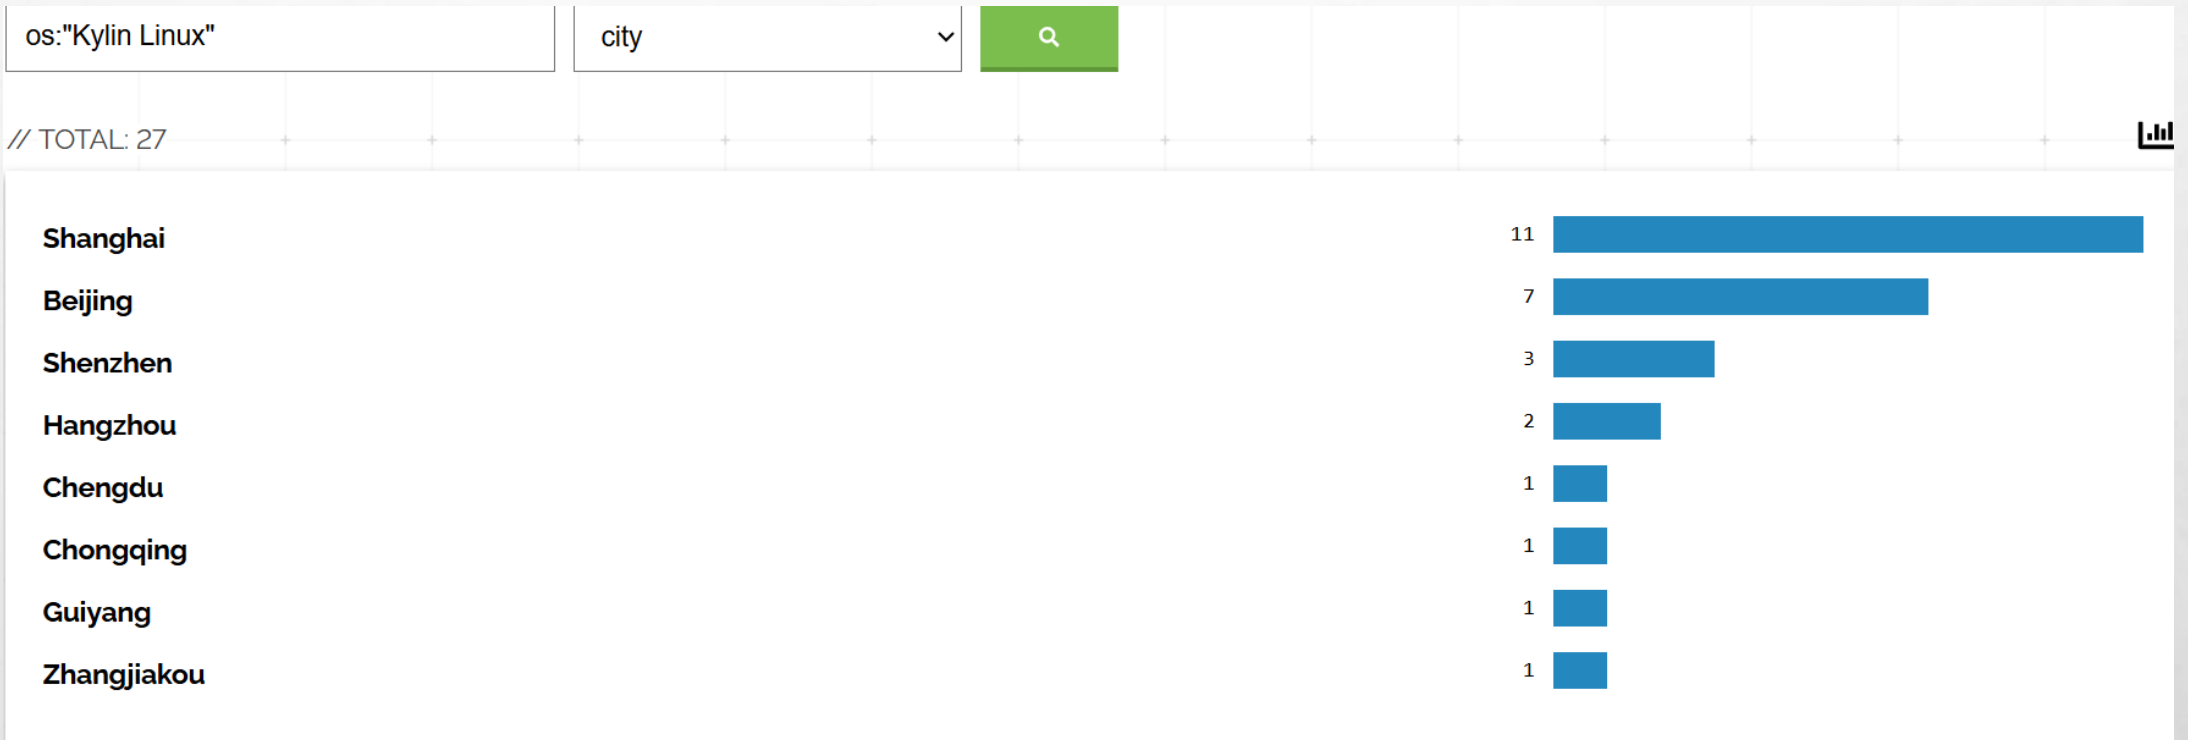 os:"Kylin Linux" city
// TOTAL: 27
Shanghai 11
Beijing 7
Shenzhen 3
Hangzhou 2
Chengdu 1
Chongqing 1
Guiyang 1
Zhangjiakou 1